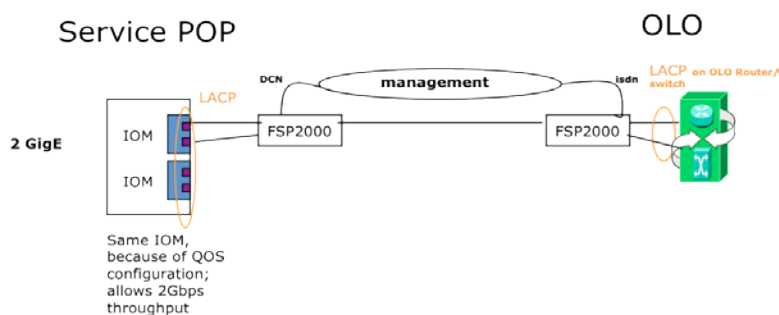 Service POP
OLO
DCN
management
isdn
LACP on OLO Router/
switch
LACP
2 GigE
IOM
FSP2000
FSP2000
IOM
Same IOM,
because of QOS
configuration;
allows 2Gbps
throughput